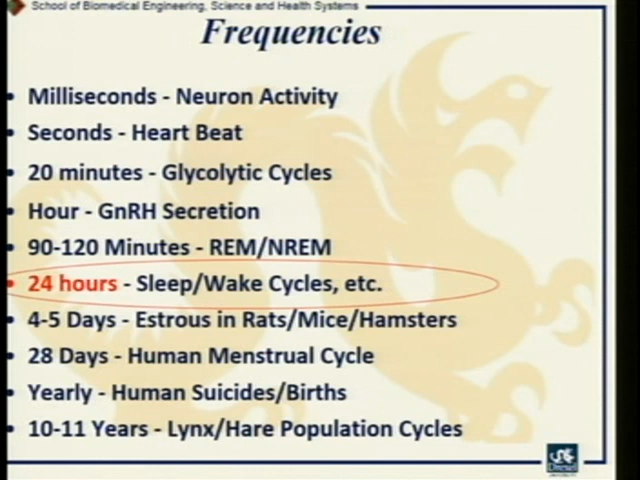 School of Biomedical Engineering, Science and Health Systems
Frequencies
• Milliseconds - Neuron Activity
• Seconds - Heart Beat
• 20 minutes - Glycolytic Cycles
• Hour - GnRH Secretion
• 90-120 Minutes - REM/NREM
• 24 hours - Sleep/Wake Cycles, etc.
• 4-5 Days - Estrous in Rats/Mice/Hamsters
• 28 Days - Human Menstrual Cycle
• Yearly - Human Suicides/Births
• 10-11 Years - Lynx/Hare Population Cycles
Drexel